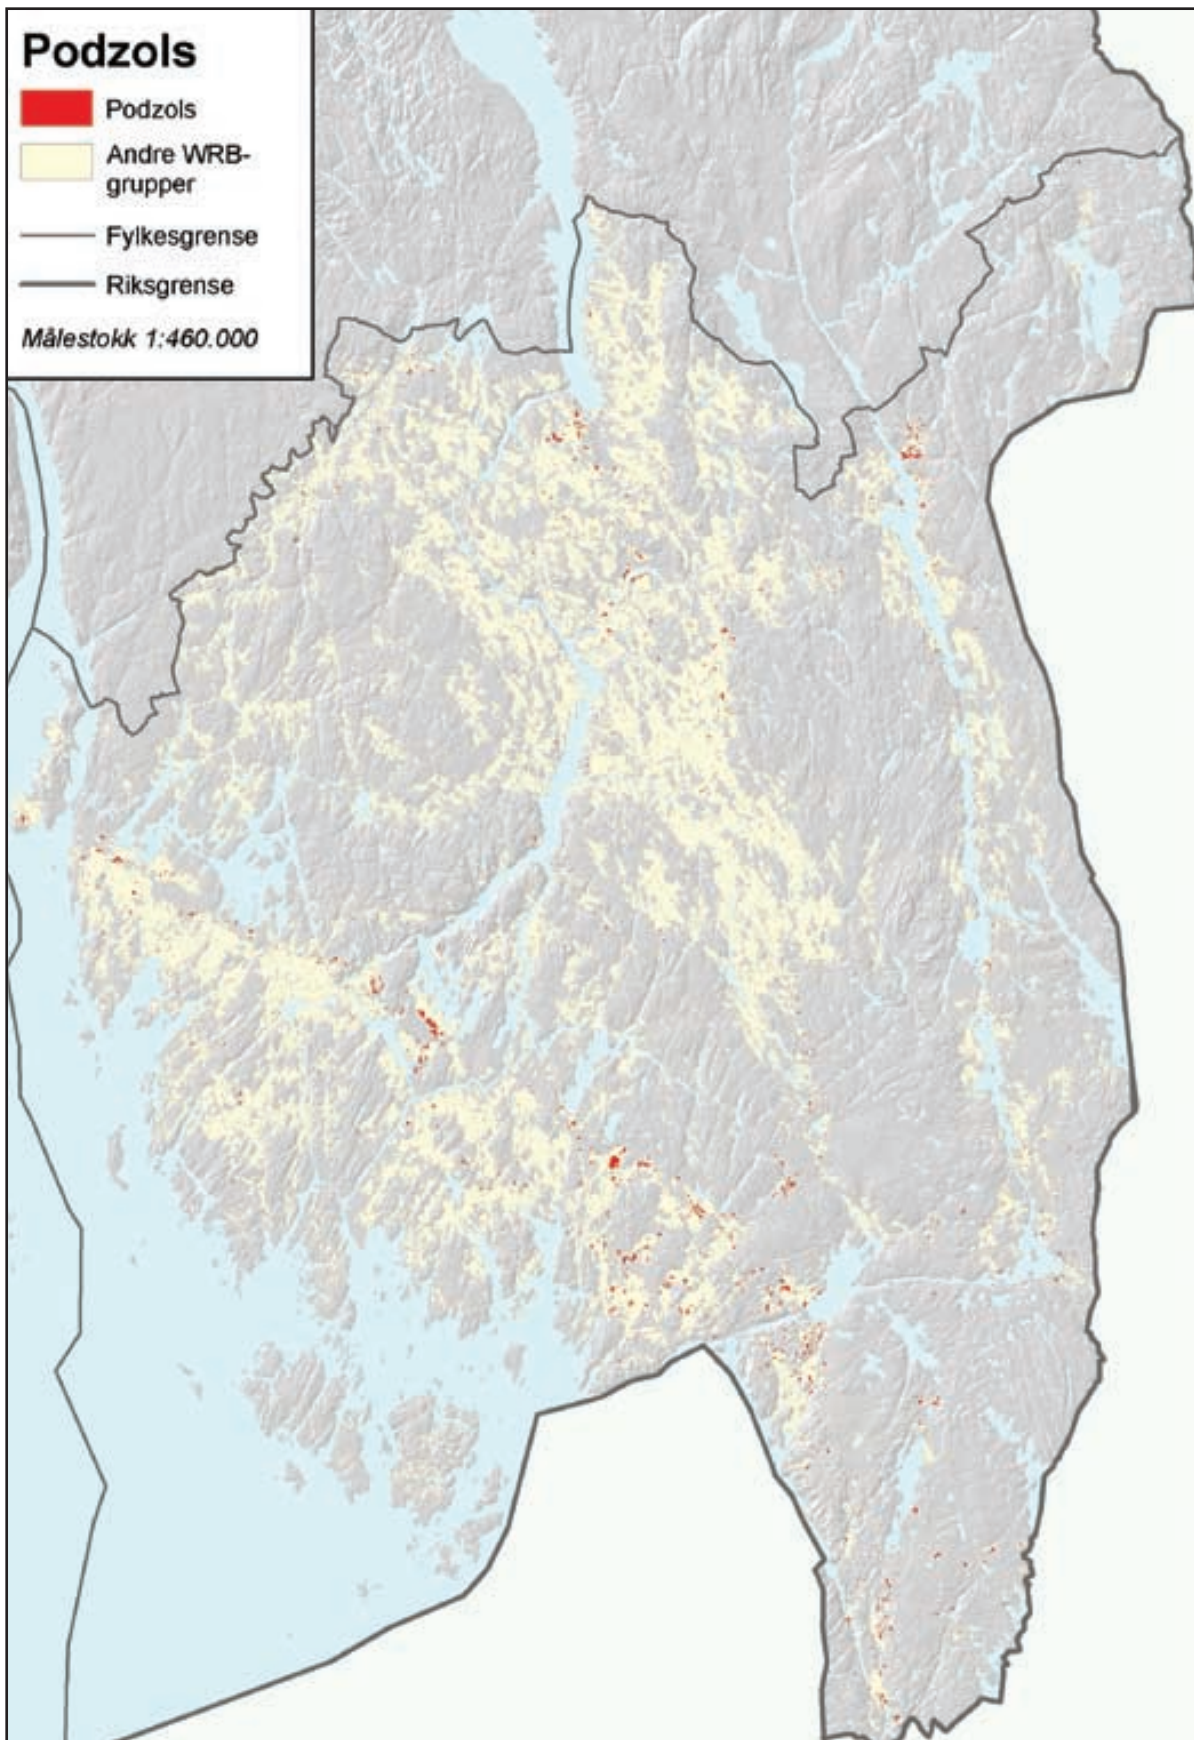 Podzols
Podzols
Andre WRB-
grupper
Fylkesgrense
Riksgrense
Målestokk 1:460.000